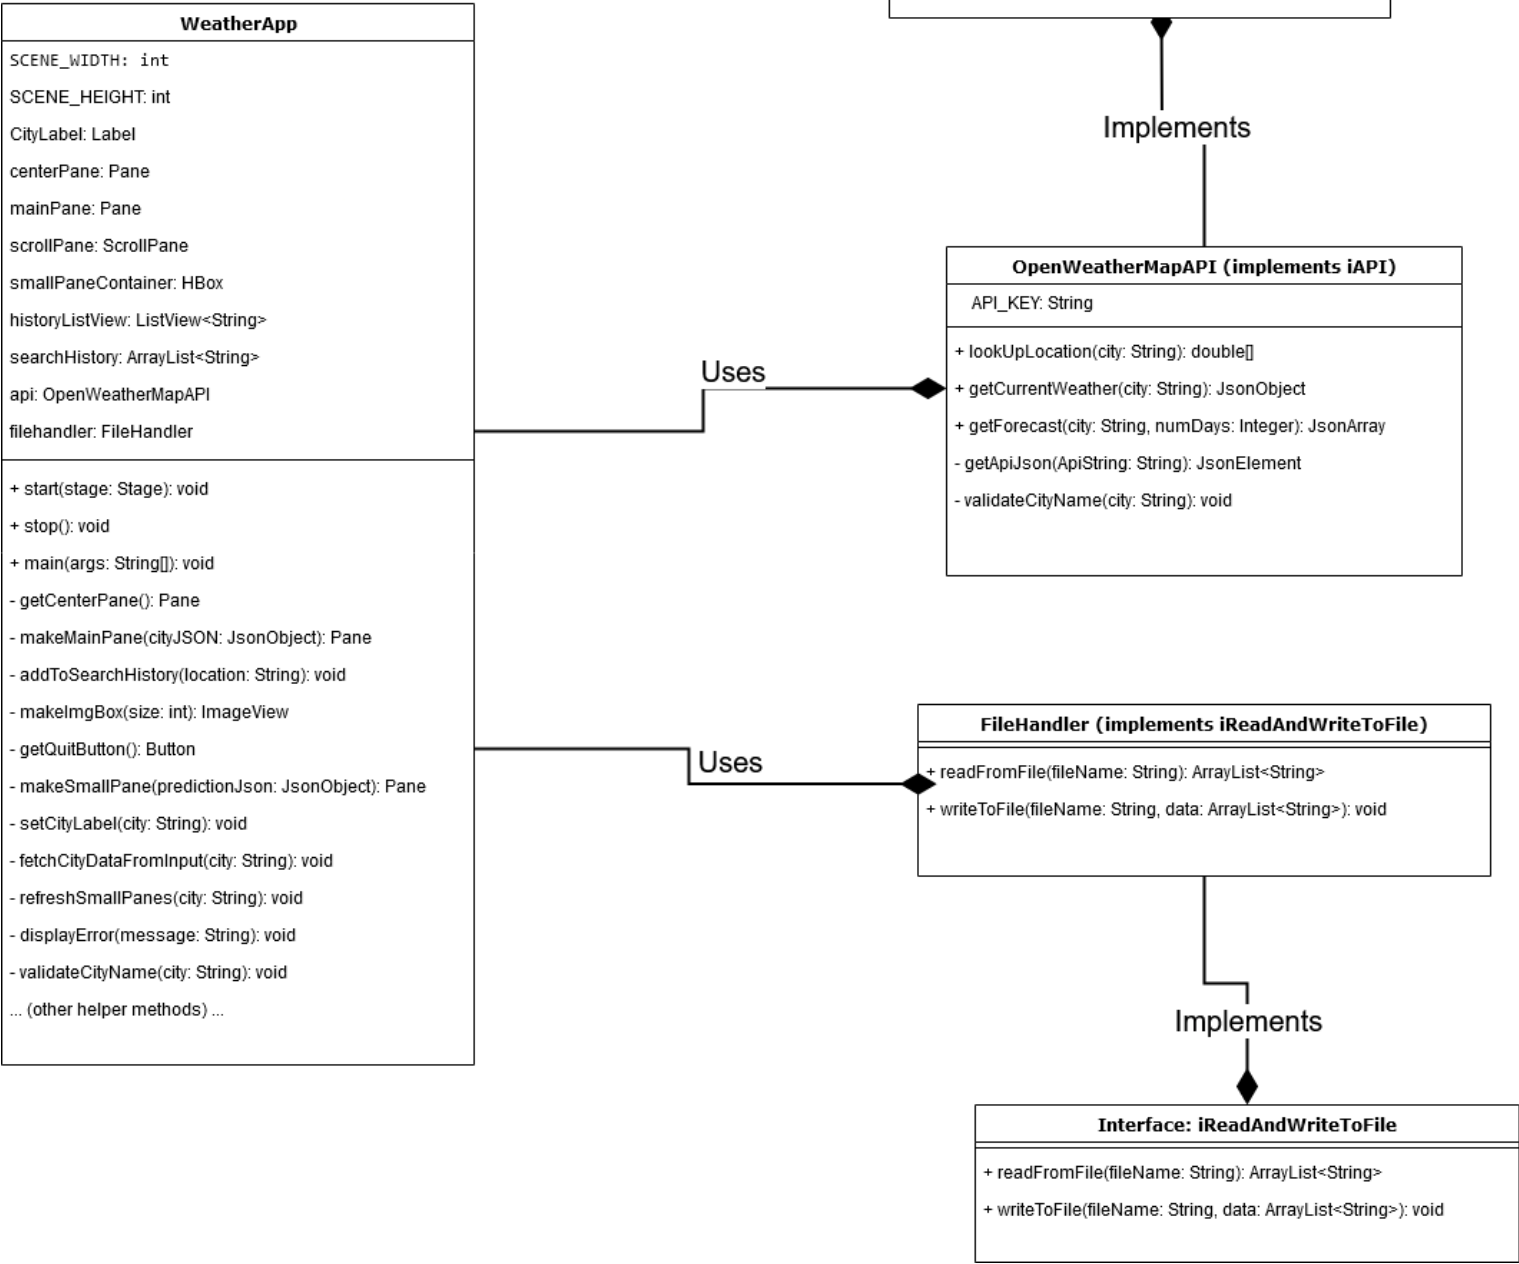 WeatherApp
SCENE_WIDTH: int
SCENE_HEIGHT: int
CityLabel: Label
centerPane: Pane
mainPane: Pane
scrollPane: ScrollPane
smallPaneContainer: HBox
historyListView: ListView<String>
searchHistory: ArrayList<String>
api: OpenWeatherMapAPI
filehandler: FileHandler
+ start(stage: Stage): void
+ stop(): void
+ main(args: String[]): void
- getCenterPane(): Pane
- makeMainPane(cityJSON: JsonObject): Pane
- addToSearchHistory(location: String): void
- makeImgBox(size: int): ImageView
- getQuitButton(): Button
- makeSmallPane(predictionJson: JsonObject): Pane
- setCityLabel(city: String): void
- fetchCityDataFromInput(city: String): void
- refreshSmallPanes(city: String): void
- displayError(message: String): void
- validateCityName(city: String): void
... (other helper methods) ...
Implements
OpenWeatherMapAPI (implements iAPI)
API_KEY: String
+ lookUpLocation(city: String): double[]
+ getCurrentWeather(city: String): JsonObject
+ getForecast(city: String, numDays: Integer): JsonArray
- getApiJson(ApiString: String): JsonElement
- validateCityName(city: String): void
Uses
Uses
FileHandler (implements iReadAndWriteToFile)
+ readFromFile(fileName: String): ArrayList<String>
+ writeToFile(fileName: String, data: ArrayList<String>): void
Implements
Interface: iReadAndWriteToFile
+ readFromFile(fileName: String): ArrayList<String>
+ writeToFile(fileName: String, data: ArrayList<String>): void